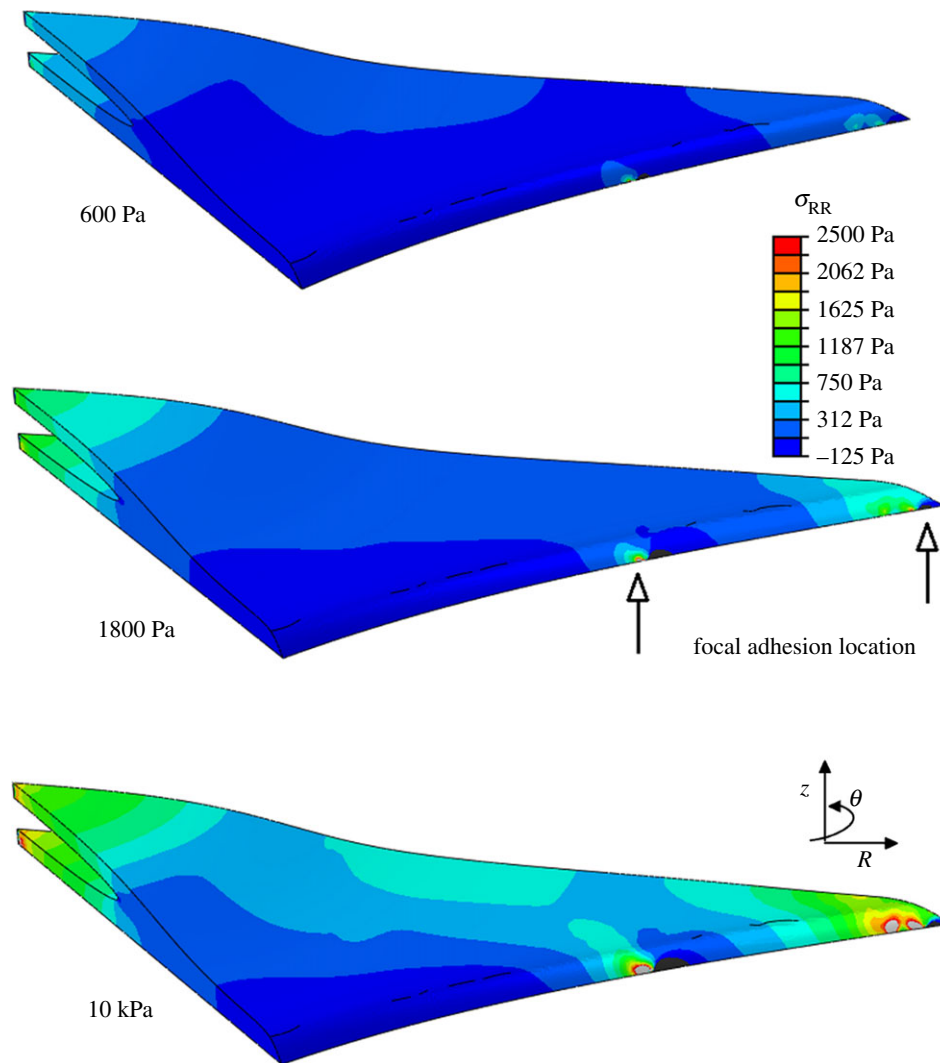 600 Pa
σRR
2500 Pa
2062 Pa
1625 Pa
1187 Pa
750 Pa
312 Pa
–125 Pa
1800 Pa
focal adhesion location
z
θ
R
10 kPa